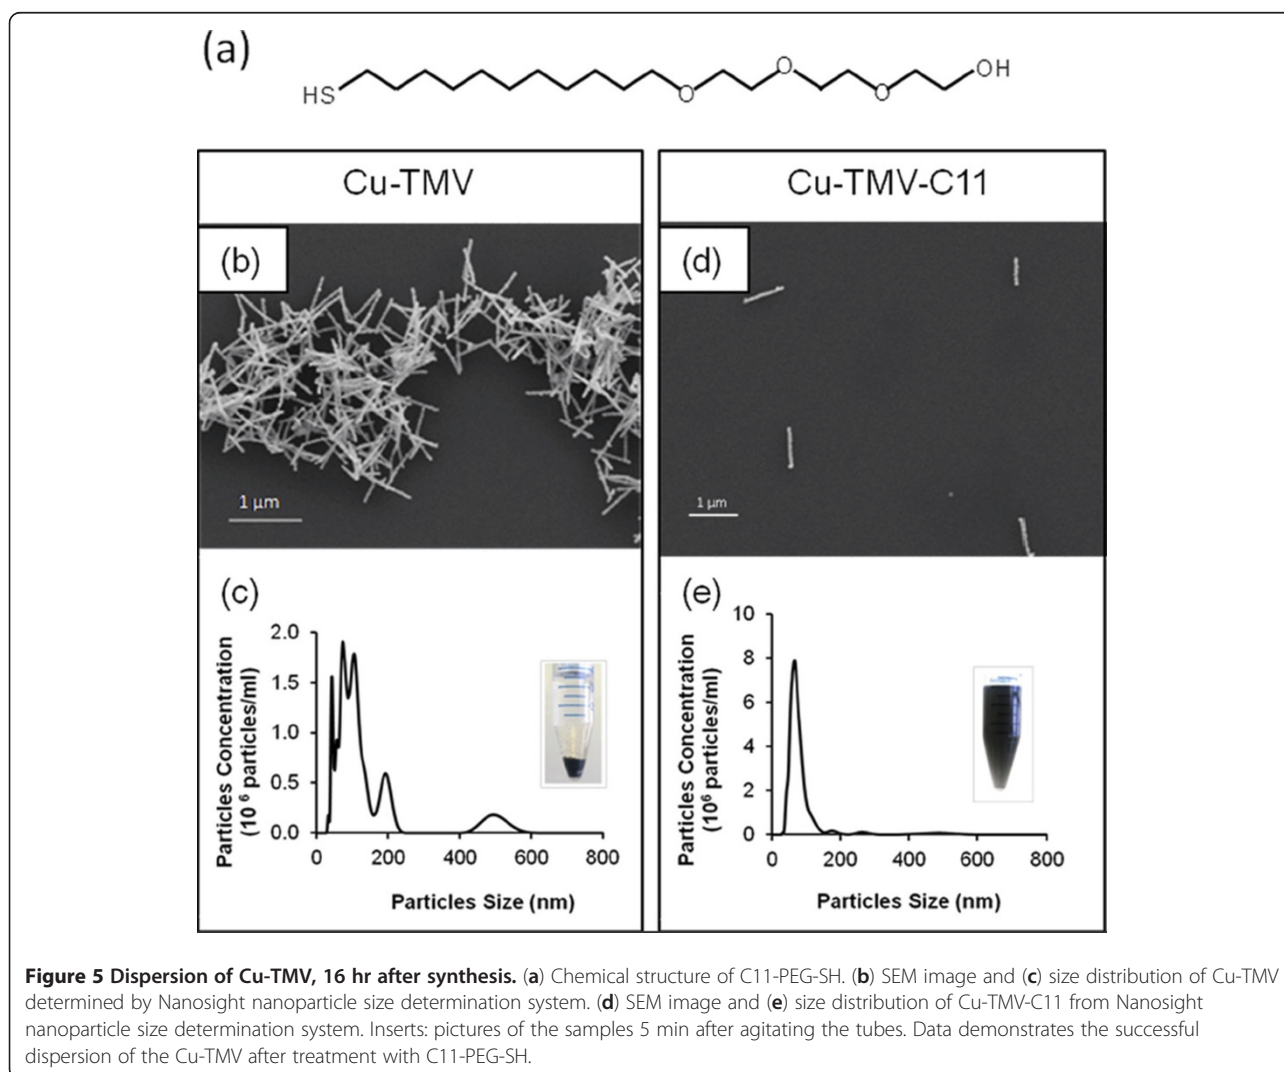 (a)
HS
O
O
O
OH
Cu-TMV
Cu-TMV-C11
(b)
1 µm
(d)
1 µm
(c)
Particles Concentration
(10 ⁶ particles/ml)
2.0
1.5
1.0
0.5
0.0
0 200 400 600 800
Particles Size (nm)
(e)
Particles Concentration
(10⁶ particles/ml)
10
8
6
4
2
0
0 200 400 600 800
Particles Size (nm)
Figure 5 Dispersion of Cu-TMV, 16 hr after synthesis. (a) Chemical structure of C11-PEG-SH. (b) SEM image and (c) size distribution of Cu-TMV
determined by Nanosight nanoparticle size determination system. (d) SEM image and (e) size distribution of Cu-TMV-C11 from Nanosight
nanoparticle size determination system. Inserts: pictures of the samples 5 min after agitating the tubes. Data demonstrates the successful
dispersion of the Cu-TMV after treatment with C11-PEG-SH.